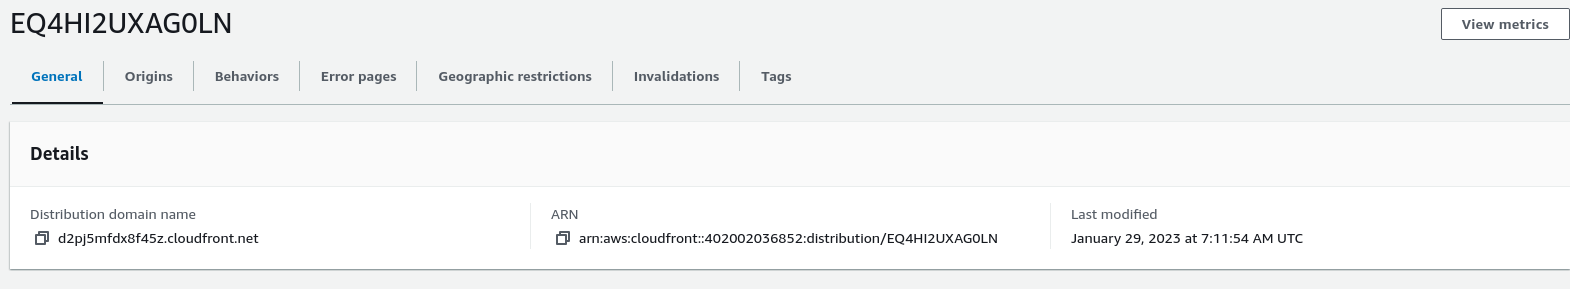 EQ4HI2UXAG0LN
View metrics
General
Origins
Behaviors
Error pages
Geographic restrictions
Invalidations
Tags
Details
Distribution domain name
d2pj5mfdx8f45z.cloudfront.net
ARN
arn:aws:cloudfront::402002036852:distribution/EQ4HI2UXAG0LN
Last modified
January 29, 2023 at 7:11:54 AM UTC